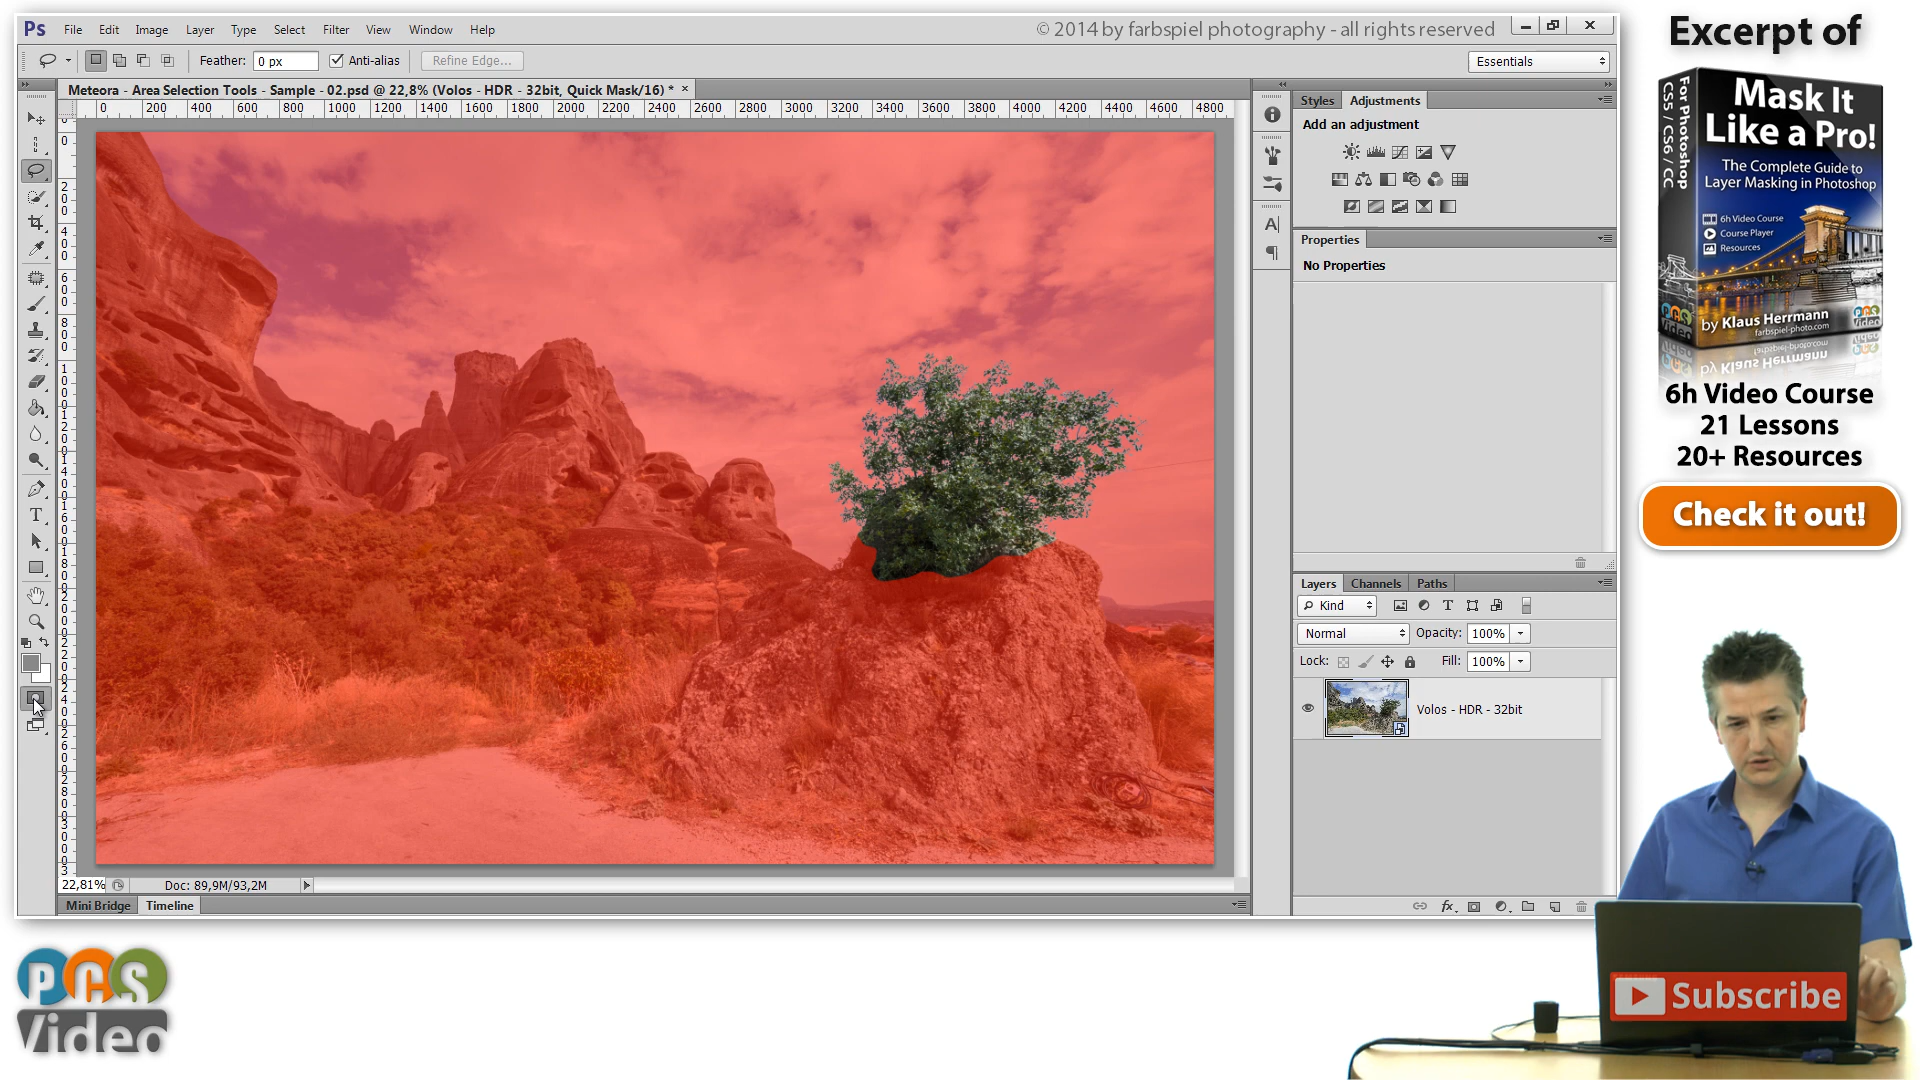 Ps File Edit Image Layer Type Select Filter View Window Help
© 2014 by farbspiel photography - all rights reserved
Feather: 0 px Anti-alias Refine Edge...
Essentials
Meteora - Area Selection Tools - Sample - 02.psd @ 22,8% (Volos - HDR - 32bit, Quick Mask/16) *
0 200 400 600 800 1000 1200 1400 1600 1800 2000 2200 2400 2600 2800 3000 3200 3400 3600 3800 4000 4200 4400 4600 4800
Styles Adjustments
Add an adjustment
Properties
No Properties
Layers Channels Paths
Kind
Normal Opacity: 100%
Lock: Fill: 100%
Volos - HDR - 32bit
fx
22,81% Doc: 89,9M/93,2M
Mini Bridge Timeline
Excerpt of
For Photoshop
CS5 / CS6 / CC
Mask It
Like a Pro!
The Complete Guide to
Layer Masking in Photoshop
6h Video Course
Course Player
Resources
by Klaus Herrmann
farbspiel-photo.com
PCS
Video
6h Video Course
21 Lessons
20+ Resources
Check it out!
PCS
Video
Subscribe